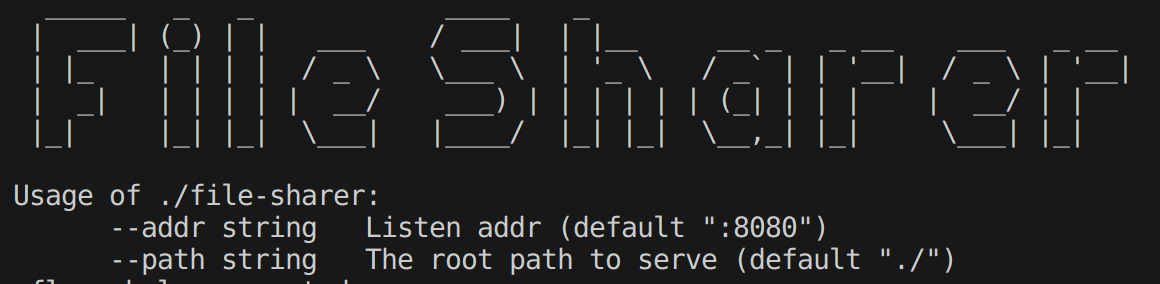 File Sharer
Usage of ./file-sharer:
--addr string   Listen addr (default ":8080")
--path string   The root path to serve (default "./")